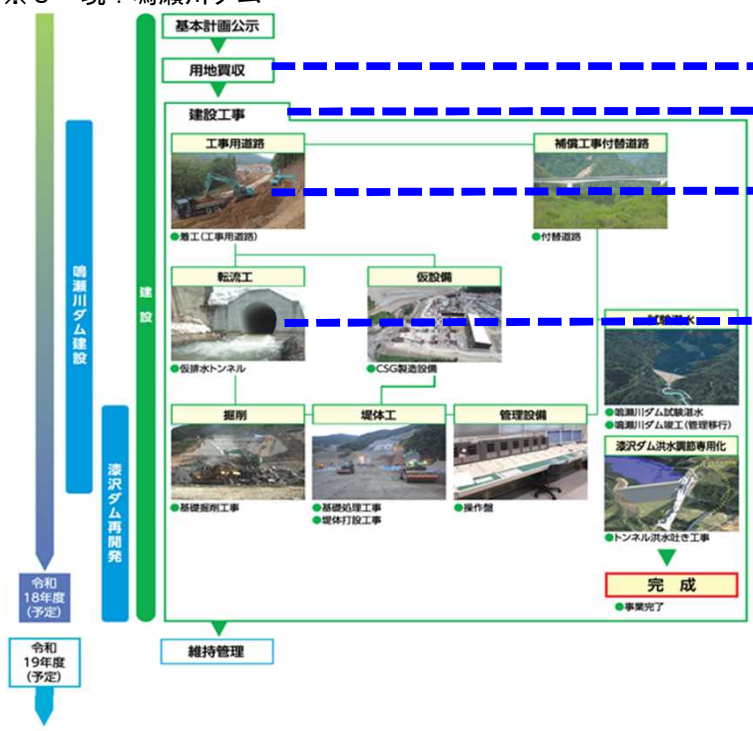 基本計画公示
用地買収
建設工事
工事用道路
補償工事付替道路
●着工(工事用道路)
●付替道路
転流工
仮設備
●仮排水トンネル
●CSG製造設備
試験湛水
●鳴瀬川ダム試験湛水
●鳴瀬川ダム竣工(管理移行)
掘削
堤体工
管理設備
●基礎掘削工事
●基礎処理工事
●堤体打設工事
●操作盤
漆沢ダム洪水調節専用化
●トンネル洪水吐き工事
完成
●事業完了
維持管理
建設
鳴瀬川ダム建設
漆沢ダム再開発
令和
18年度
(予定)
令和
19年度
(予定)